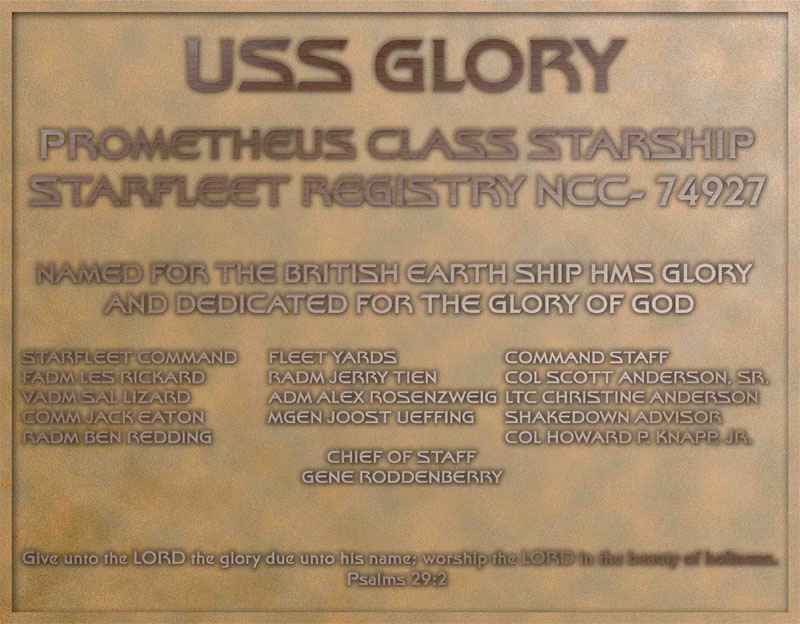 USS GLORY
PROMETHEUS CLASS STARSHIP
STARFLEET REGISTRY NCC- 74927
NAMED FOR THE BRITISH EARTH SHIP HMS GLORY
AND DEDICATED FOR THE GLORY OF GOD
STARFLEET COMMAND
FADM LES RICKARD
VADM SAL LIZARD
COMM JACK EATON
RADM BEN REDDING
FLEET YARDS
RADM JERRY TIEN
ADM ALEX ROSENZWEIG
MGEN JOOST UEFFING
COMMAND STAFF
COL SCOTT ANDERSON, SR.
LTC CHRISTINE ANDERSON
SHAKEDOWN ADVISOR
COL HOWARD P. KNAPP, JR.
CHIEF OF STAFF
GENE RODDENBERRY
Give unto the LORD the glory due unto his name; worship the LORD in the beauty of holiness.
Psalms 29:2